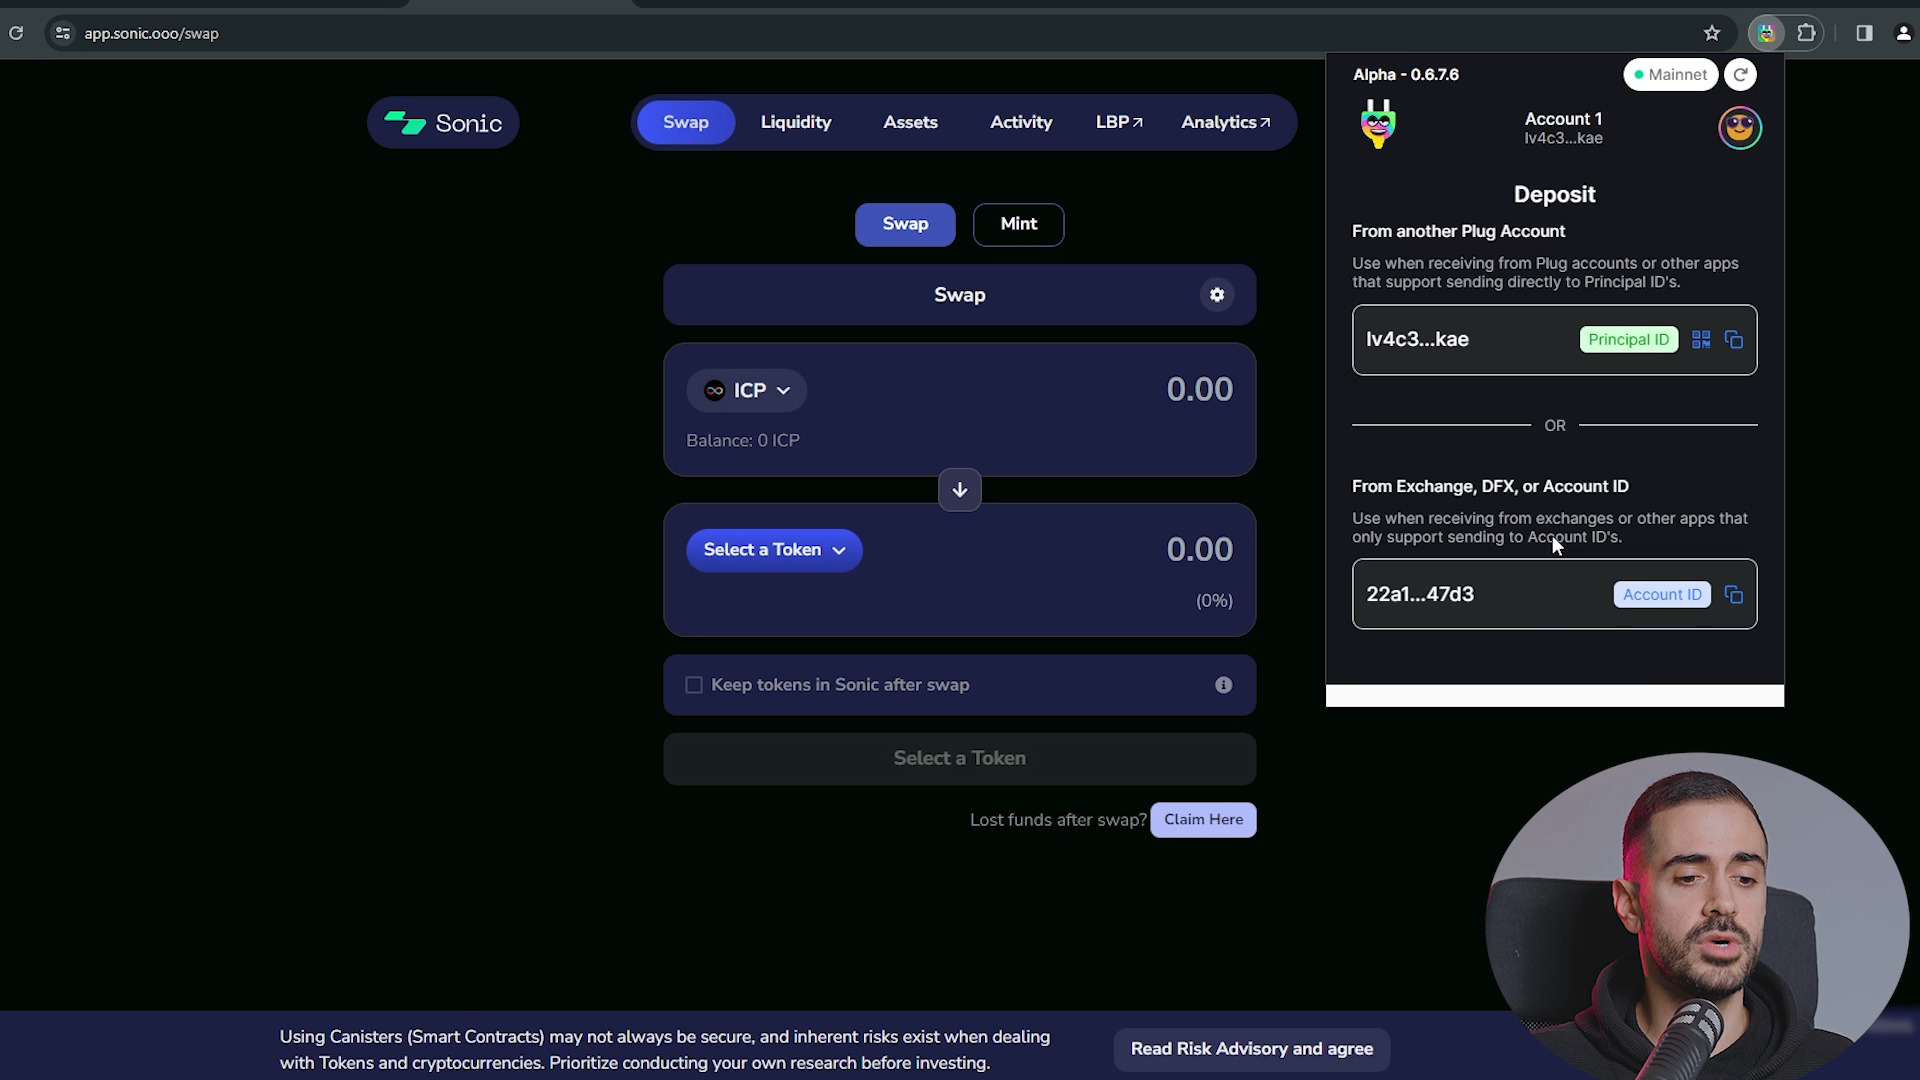 app.sonic.ooo/swap
Sonic
Swap
Liquidity
Assets
Activity
LBP↗
Analytics↗
Swap
Mint
Swap
ICP
0.00
Balance: 0 ICP
Select a Token
0.00
(0%)
Keep tokens in Sonic after swap
Select a Token
Lost funds after swap?
Claim Here
Alpha - 0.6.7.6
Mainnet
Account 1
lv4c3...kae
Deposit
From another Plug Account
Use when receiving from Plug accounts or other apps
that support sending directly to Principal ID's.
lv4c3...kae
Principal ID
OR
From Exchange, DFX, or Account ID
Use when receiving from exchanges or other apps that
only support sending to Account ID's.
22a1...47d3
Account ID
Using Canisters (Smart Contracts) may not always be secure, and inherent risks exist when dealing
with Tokens and cryptocurrencies. Prioritize conducting your own research before investing.
Read Risk Advisory and agree